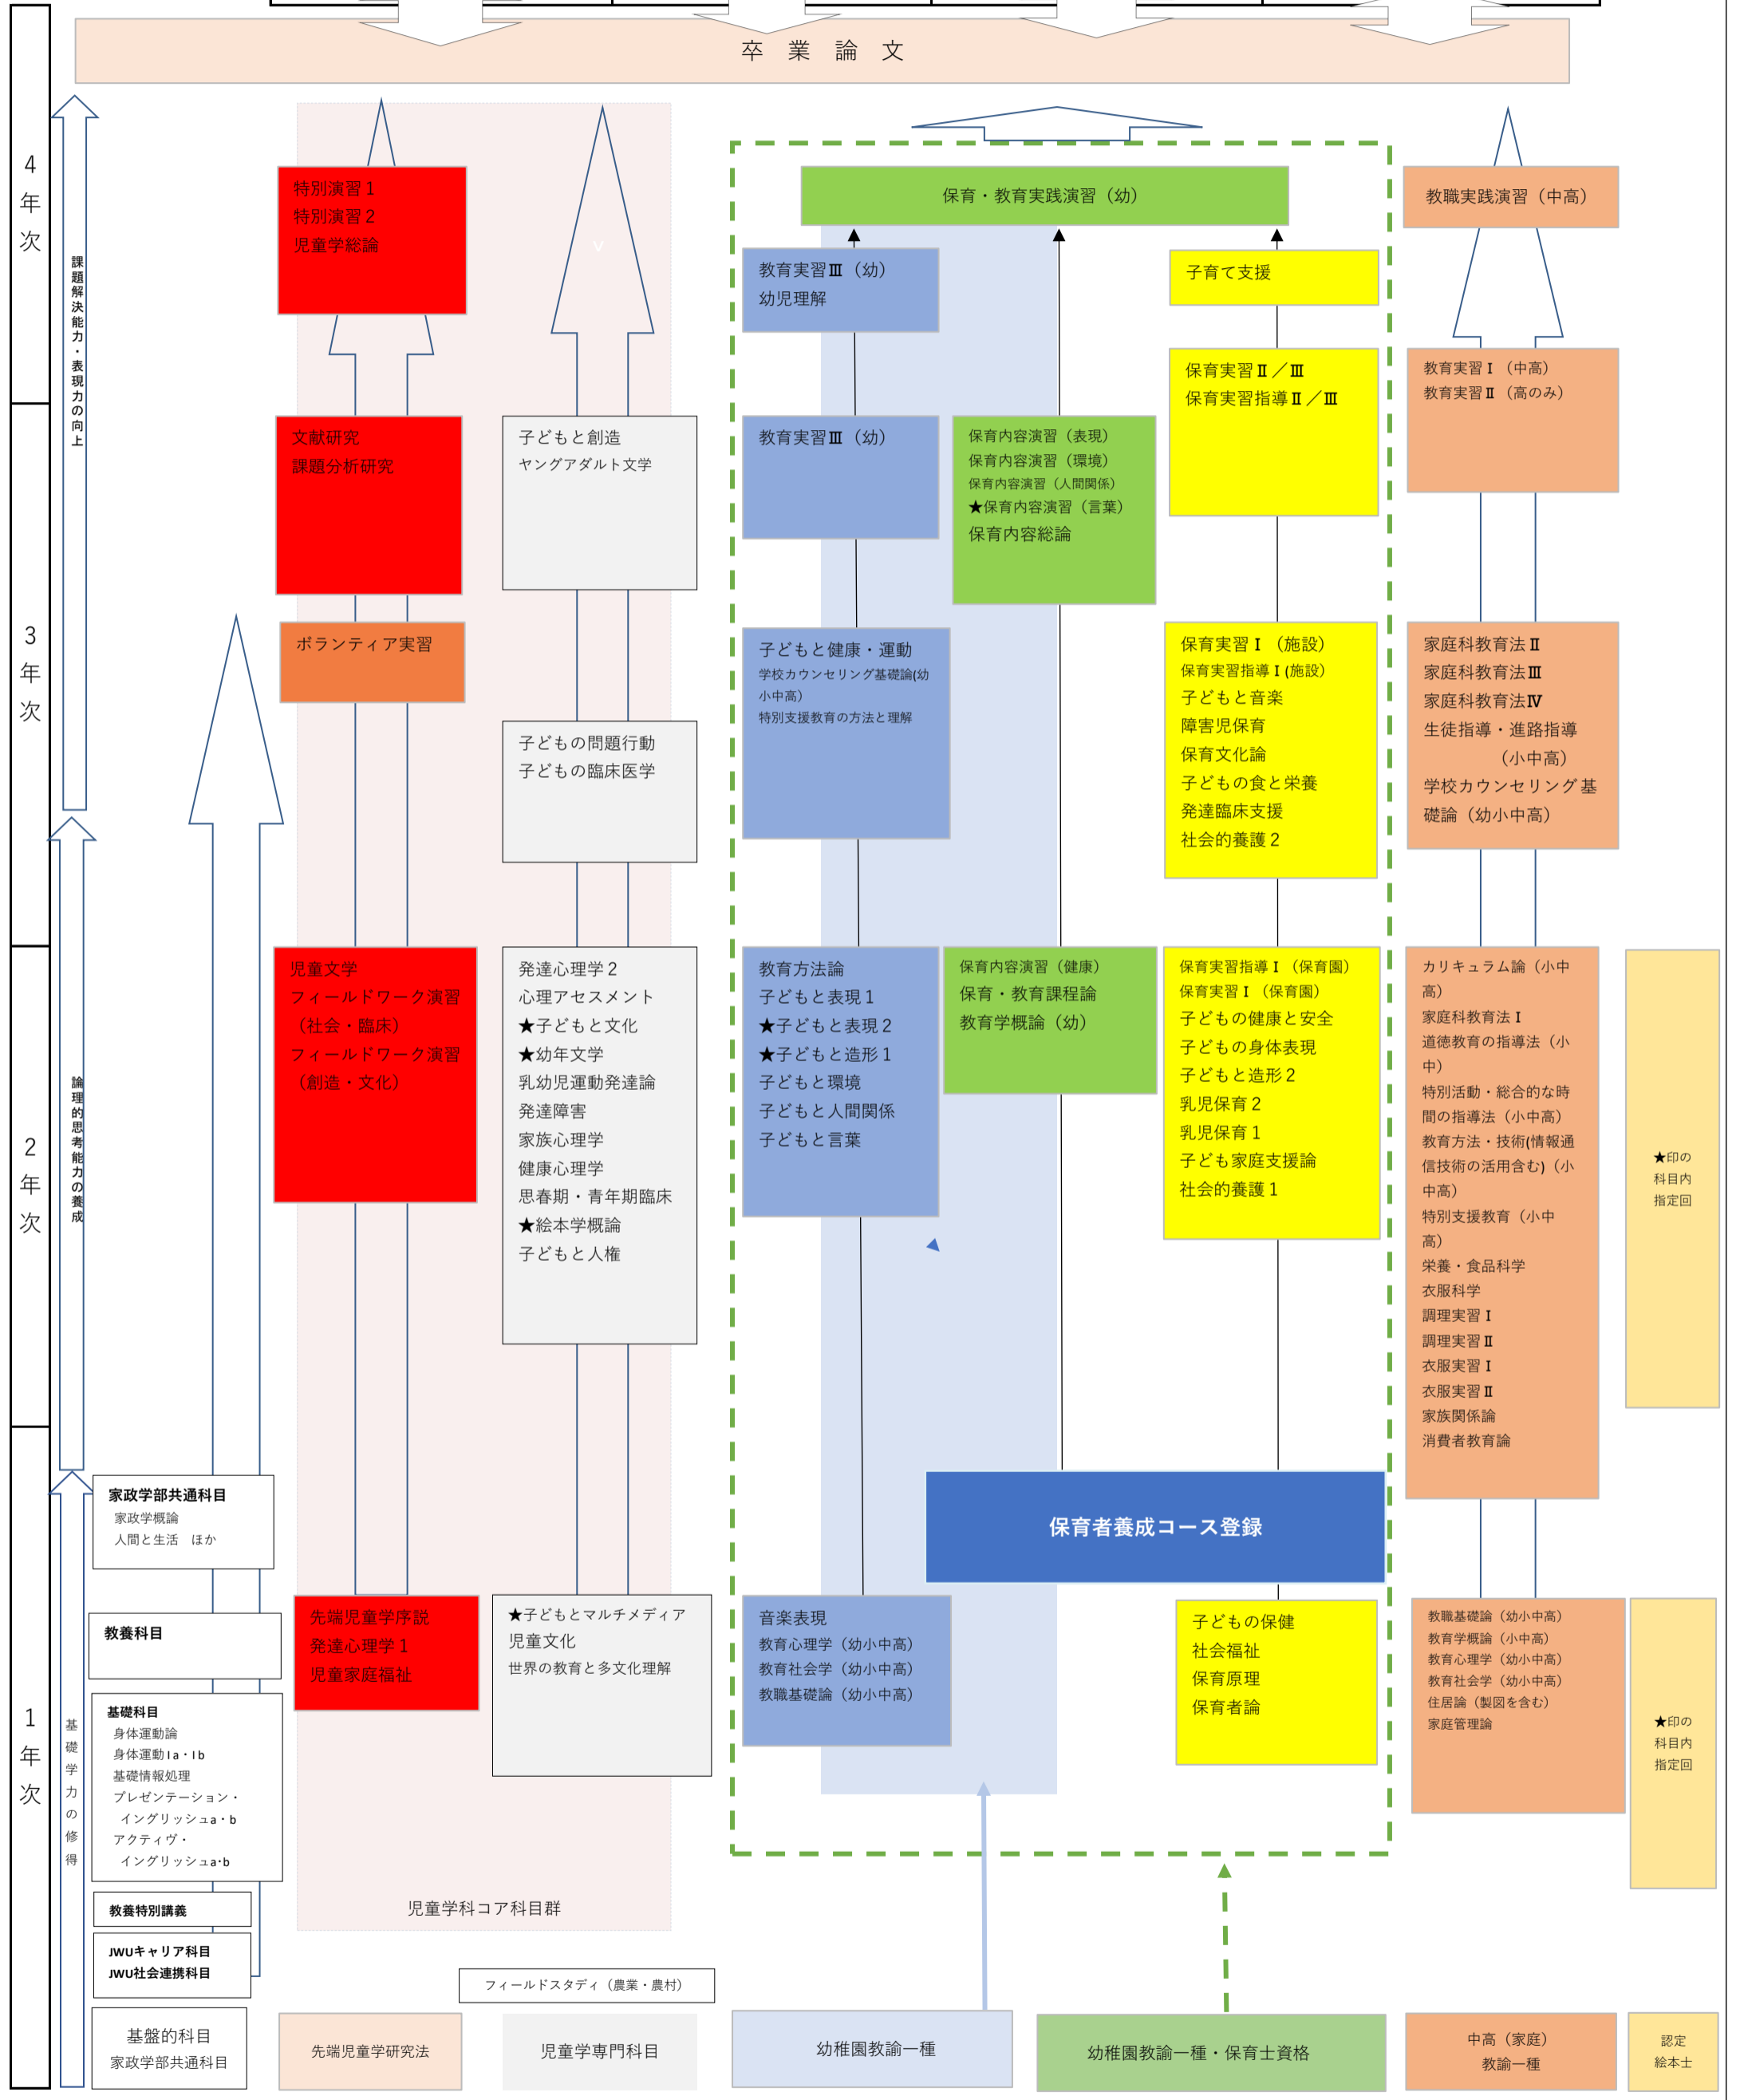 卒 業 論 文
4年次
課題解決能力・表現力の向上
特別演習1
特別演習2
児童学総論
V
保育・教育実践演習（幼）
教育実習Ⅲ（幼）
幼児理解
子育て支援
保育実習Ⅱ／Ⅲ
保育実習指導Ⅱ／Ⅲ
教職実践演習（中高）
教育実習Ⅰ（中高）
教育実習Ⅱ（高のみ）
3年次
文献研究
課題分析研究
ボランティア実習
子どもと創造
ヤングアダルト文学
子どもの問題行動
子どもの臨床医学
教育実習Ⅲ（幼）
子どもと健康・運動
学校カウンセリング基礎論(幼
小中高）
特別支援教育の方法と理解
保育内容演習（表現）
保育内容演習（環境）
保育内容演習（人間関係）
★保育内容演習（言葉）
保育内容総論
保育実習Ⅰ（施設）
保育実習指導Ⅰ(施設）
子どもと音楽
障害児保育
保育文化論
子どもの食と栄養
発達臨床支援
社会的養護2
家庭科教育法Ⅱ
家庭科教育法Ⅲ
家庭科教育法Ⅳ
生徒指導・進路指導
（小中高）
学校カウンセリング基
礎論（幼小中高）
2年次
論理的思考能力の養成
児童文学
フィールドワーク演習
（社会・臨床）
フィールドワーク演習
（創造・文化）
発達心理学2
心理アセスメント
★子どもと文化
★幼年文学
乳幼児運動発達論
発達障害
家族心理学
健康心理学
思春期・青年期臨床
★絵本学概論
子どもと人権
教育方法論
子どもと表現1
★子どもと表現2
★子どもと造形1
子どもと環境
子どもと人間関係
子どもと言葉
保育内容演習（健康）
保育・教育課程論
教育学概論（幼）
保育実習指導Ⅰ（保育園）
保育実習Ⅰ（保育園）
子どもの健康と安全
子どもの身体表現
子どもと造形2
乳児保育2
乳児保育1
子ども家庭支援論
社会的養護1
カリキュラム論（小中
高）
家庭科教育法Ⅰ
道徳教育の指導法（小
中）
特別活動・総合的な時
間の指導法（小中高）
教育方法・技術(情報通
信技術の活用含む)（小
中高）
特別支援教育（小中
高）
栄養・食品科学
衣服科学
調理実習Ⅰ
調理実習Ⅱ
衣服実習Ⅰ
衣服実習Ⅱ
家族関係論
消費者教育論
★印の
科目内
指定回
1年次
基礎学力の修得
家政学部共通科目
家政学概論
人間と生活　ほか
教養科目
基礎科目
身体運動論
身体運動Ia・Ib
基礎情報処理
プレゼンテーション・
イングリッシュa・b
アクティヴ・
イングリッシュa・b
教養特別講義
JWUキャリア科目
JWU社会連携科目
先端児童学序説
発達心理学1
児童家庭福祉
★子どもとマルチメディア
児童文化
世界の教育と多文化理解
保育者養成コース登録
音楽表現
教育心理学（幼小中高）
教育社会学（幼小中高）
教職基礎論（幼小中高）
子どもの保健
社会福祉
保育原理
保育者論
教職基礎論（幼小中高）
教育学概論（小中高）
教育心理学（幼小中高）
教育社会学（幼小中高）
住居論（製図を含む）
家庭管理論
★印の
科目内
指定回
児童学科コア科目群
フィールドスタディ（農業・農村）
基盤的科目
家政学部共通科目
先端児童学研究法
児童学専門科目
幼稚園教諭一種
幼稚園教諭一種・保育士資格
中高（家庭）
教諭一種
認定
絵本士